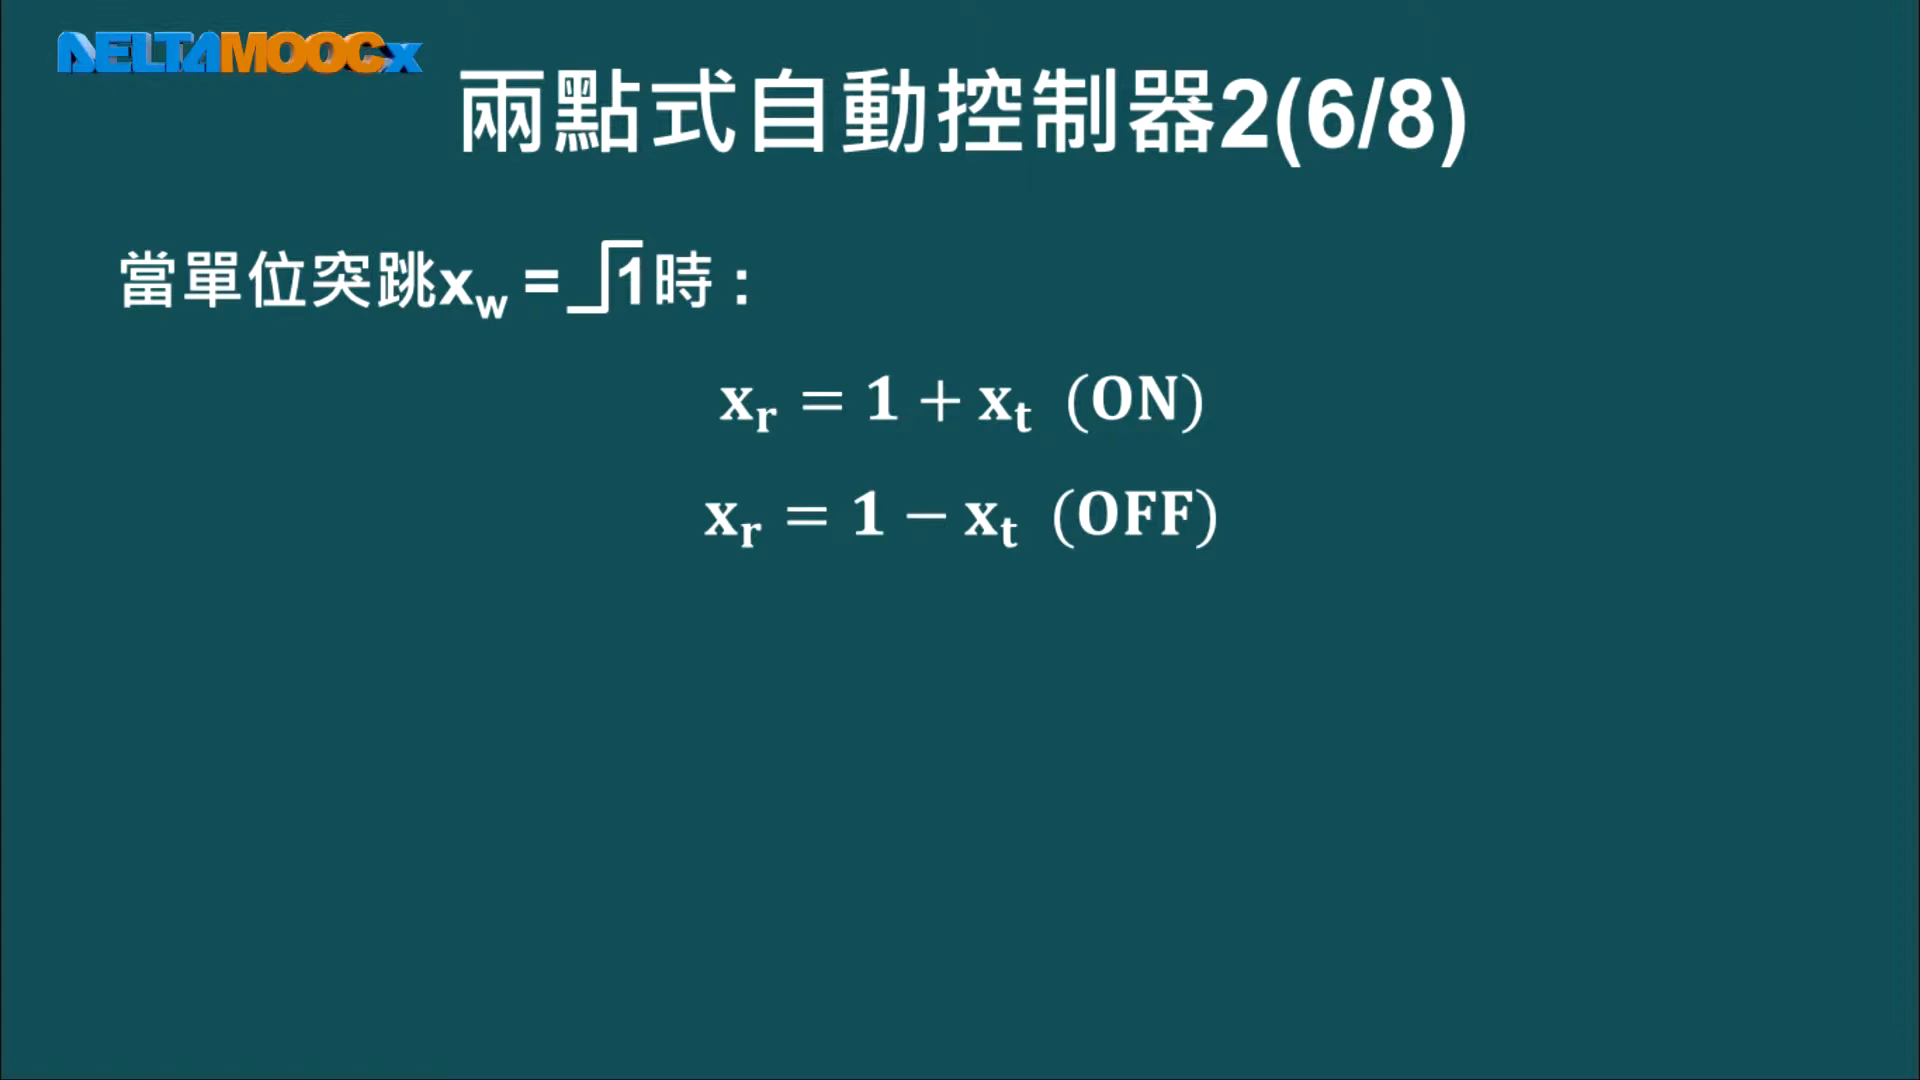 DELTAMOOCx
兩點式自動控制器2(6/8)
當單位突跳xw = 1時：
xr = 1 + xt (ON)
xr = 1 − xt (OFF)